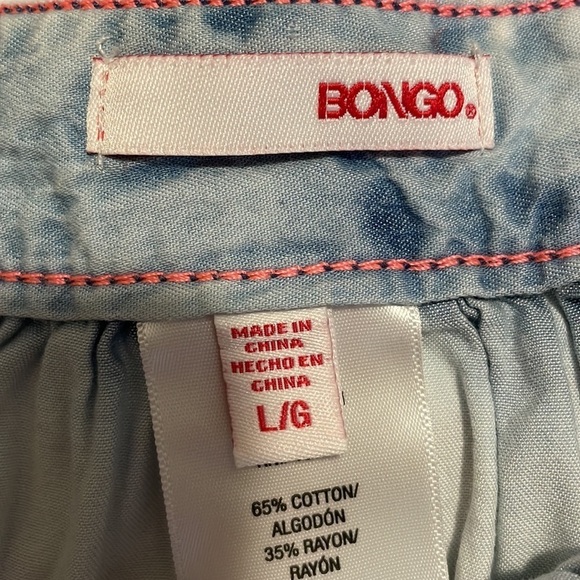 BONGO®
MADE IN
CHINA
HECHO EN
CHINA
L/G
65% COTTON/
ALGODÓN
35% RAYON/
RAYÓN